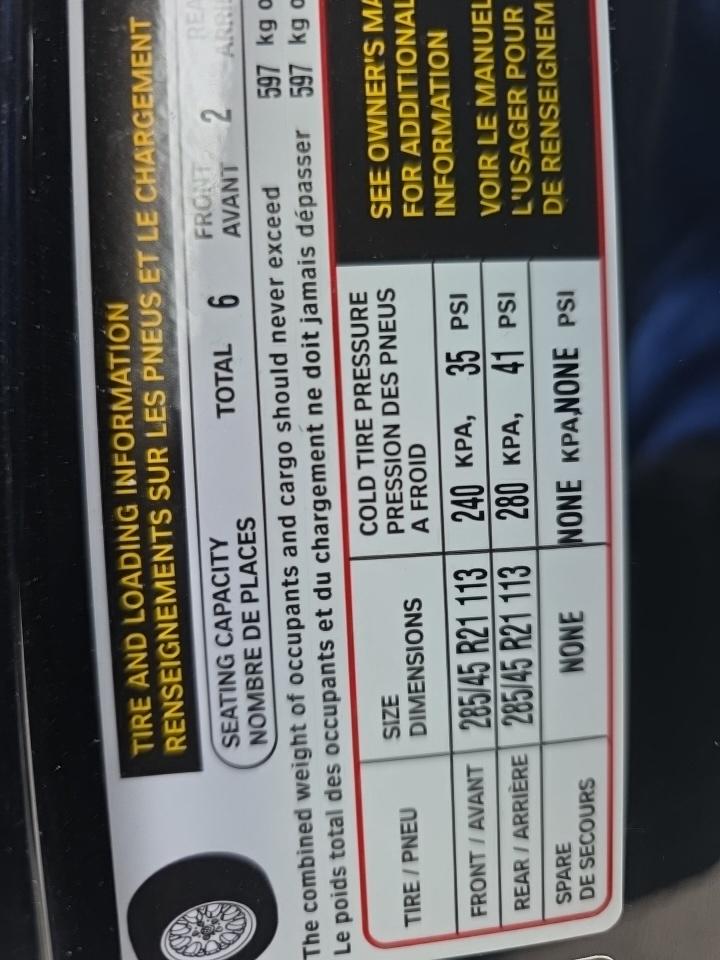 TIRE AND LOADING INFORMATION
RENSEIGNEMENTS SUR LES PNEUS ET LE CHARGEMENT
SEATING CAPACITY TOTAL 6 FRONT 2 REA
NOMBRE DE PLACES AVANT ARRI
The combined weight of occupants and cargo should never exceed 597 kg o
Le poids total des occupants et du chargement ne doit jamais dépasser 597 kg o
TIRE / PNEU SIZE DIMENSIONS COLD TIRE PRESSURE PRESSION DES PNEUS A FROID
FRONT / AVANT 285/45 R21 113 240 KPA, 35 PSI
REAR / ARRIÈRE 285/45 R21 113 280 KPA, 41 PSI
SPARE DE SECOURS NONE NONE KPA,NONE PSI
SEE OWNER'S MA
FOR ADDITIONAL
INFORMATION
VOIR LE MANUEL
L'USAGER POUR
DE RENSEIGNEM